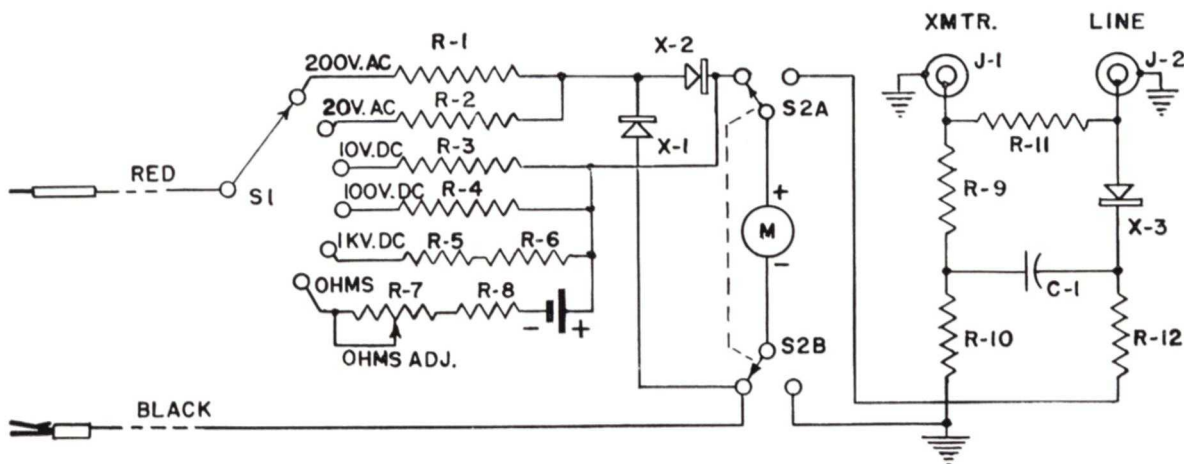 XMTR. LINE
R-1 X-2 J-1 J-2
200V. AC
R-2
20V. AC S2A
R-3 X-1 R-11
10V. DC
RED R-4 R-9
S1 100V. DC
+
M X-3
R-5 R-6
1KV. DC
-
OHMS C-1
R-7 R-8
- +
OHMS ADJ. S2B R-10 R-12
BLACK